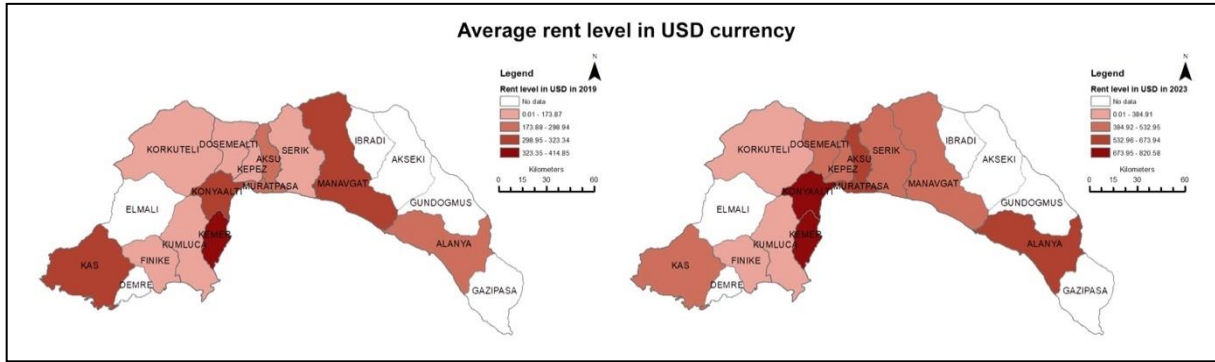 Average rent level in USD currency
N
Legend
Rent level in USD in 2019
No data
0.01 - 173.87
173.88 - 298.94
298.95 - 323.34
323.35 - 414.85
Kilometers
0 15 30 60
KORKUTELI
DOSEMEALTI
KEPEZ
AKSU
SERIK
IBRADI
AKSEKI
KONYAALTI
MURATPASA
MANAVGAT
ELMALI
GUNDOGMUS
KEMER
KUMLUCA
ALANYA
KAS
FINIKE
DEMRE
GAZIPASA
N
Legend
Rent level in USD in 2023
No data
0.01 - 384.91
384.92 - 532.95
532.96 - 673.94
673.95 - 820.58
Kilometers
0 15 30 60
KORKUTELI
DOSEMEALTI
KEPEZ
AKSU
SERIK
IBRADI
AKSEKI
KONYAALTI
MURATPASA
MANAVGAT
ELMALI
GUNDOGMUS
KEMER
KUMLUCA
ALANYA
KAS
FINIKE
DEMRE
GAZIPASA